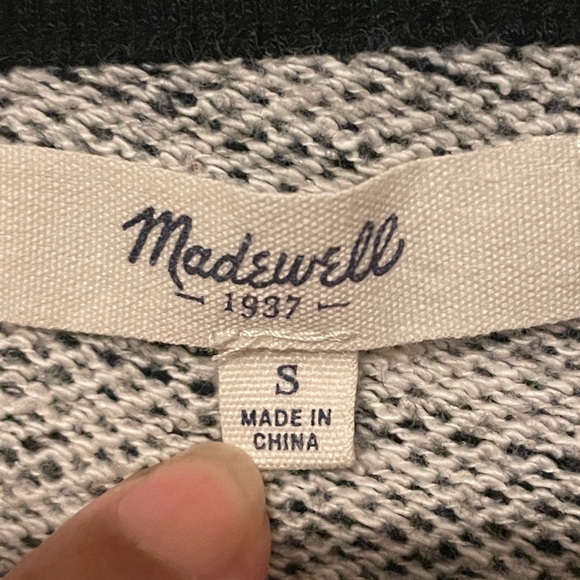 Madewell
— 1937 —
S
MADE IN
CHINA